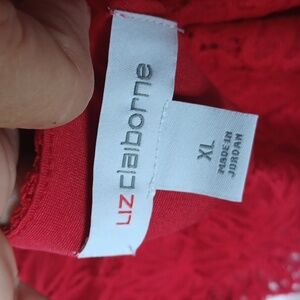 LIZ claiborne
XL
MADE IN
JORDAN